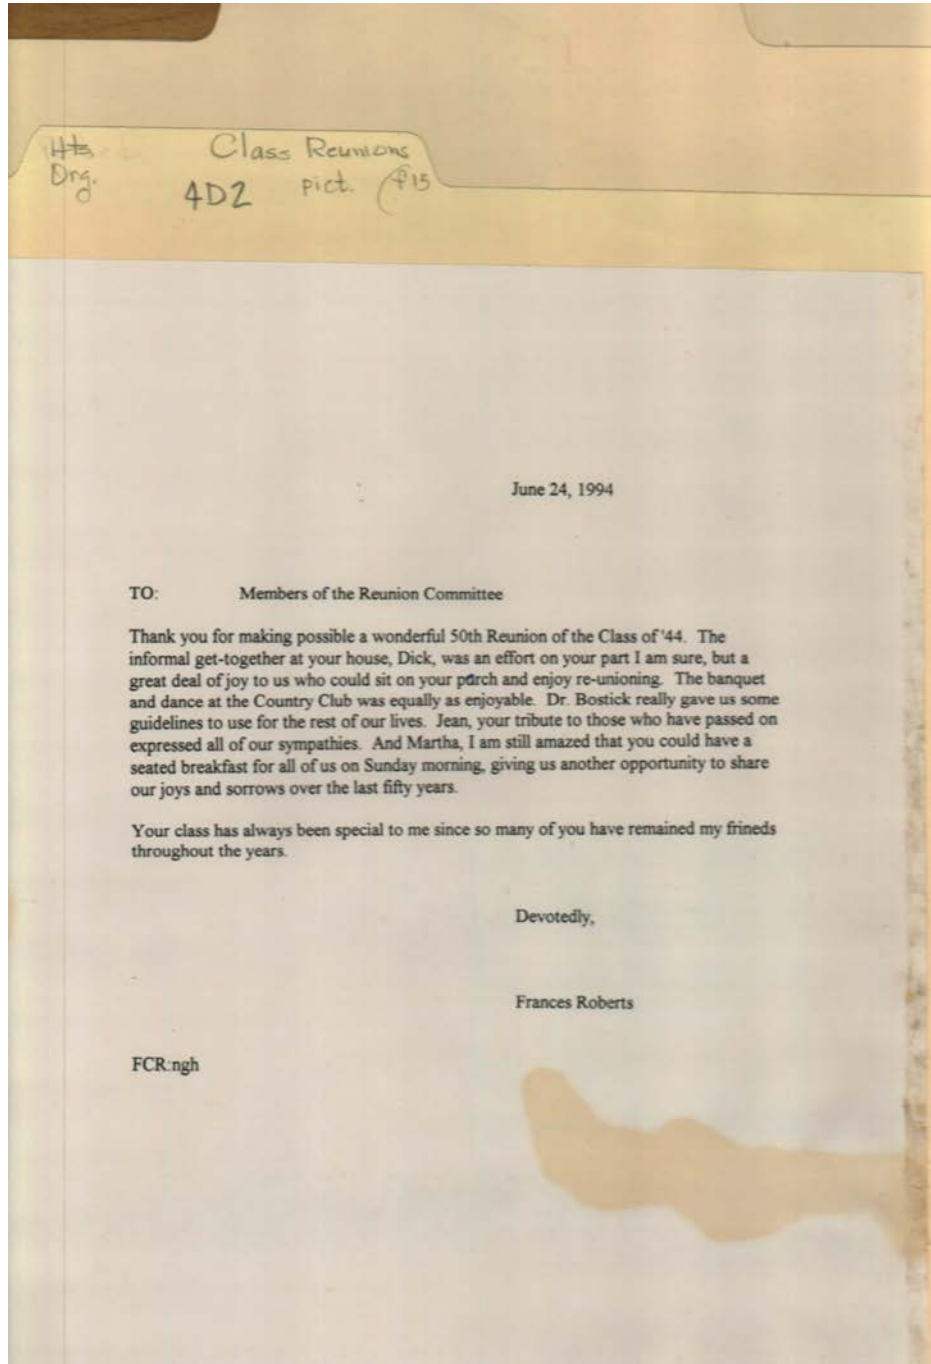 Hts. Class Reunions
Org. 4D2 pict. f15
June 24, 1994
TO: Members of the Reunion Committee
Thank you for making possible a wonderful 50th Reunion of the Class of '44. The
informal get-together at your house, Dick, was an effort on your part I am sure, but a
great deal of joy to us who could sit on your porch and enjoy re-unioning. The banquet
and dance at the Country Club was equally as enjoyable. Dr. Bostick really gave us some
guidelines to use for the rest of our lives. Jean, your tribute to those who have passed on
expressed all of our sympathies. And Martha, I am still amazed that you could have a
seated breakfast for all of us on Sunday morning, giving us another opportunity to share
our joys and sorrows over the last fifty years.
Your class has always been special to me since so many of you have remained my frineds
throughout the years.
Devotedly,
Frances Roberts
FCR:ngh